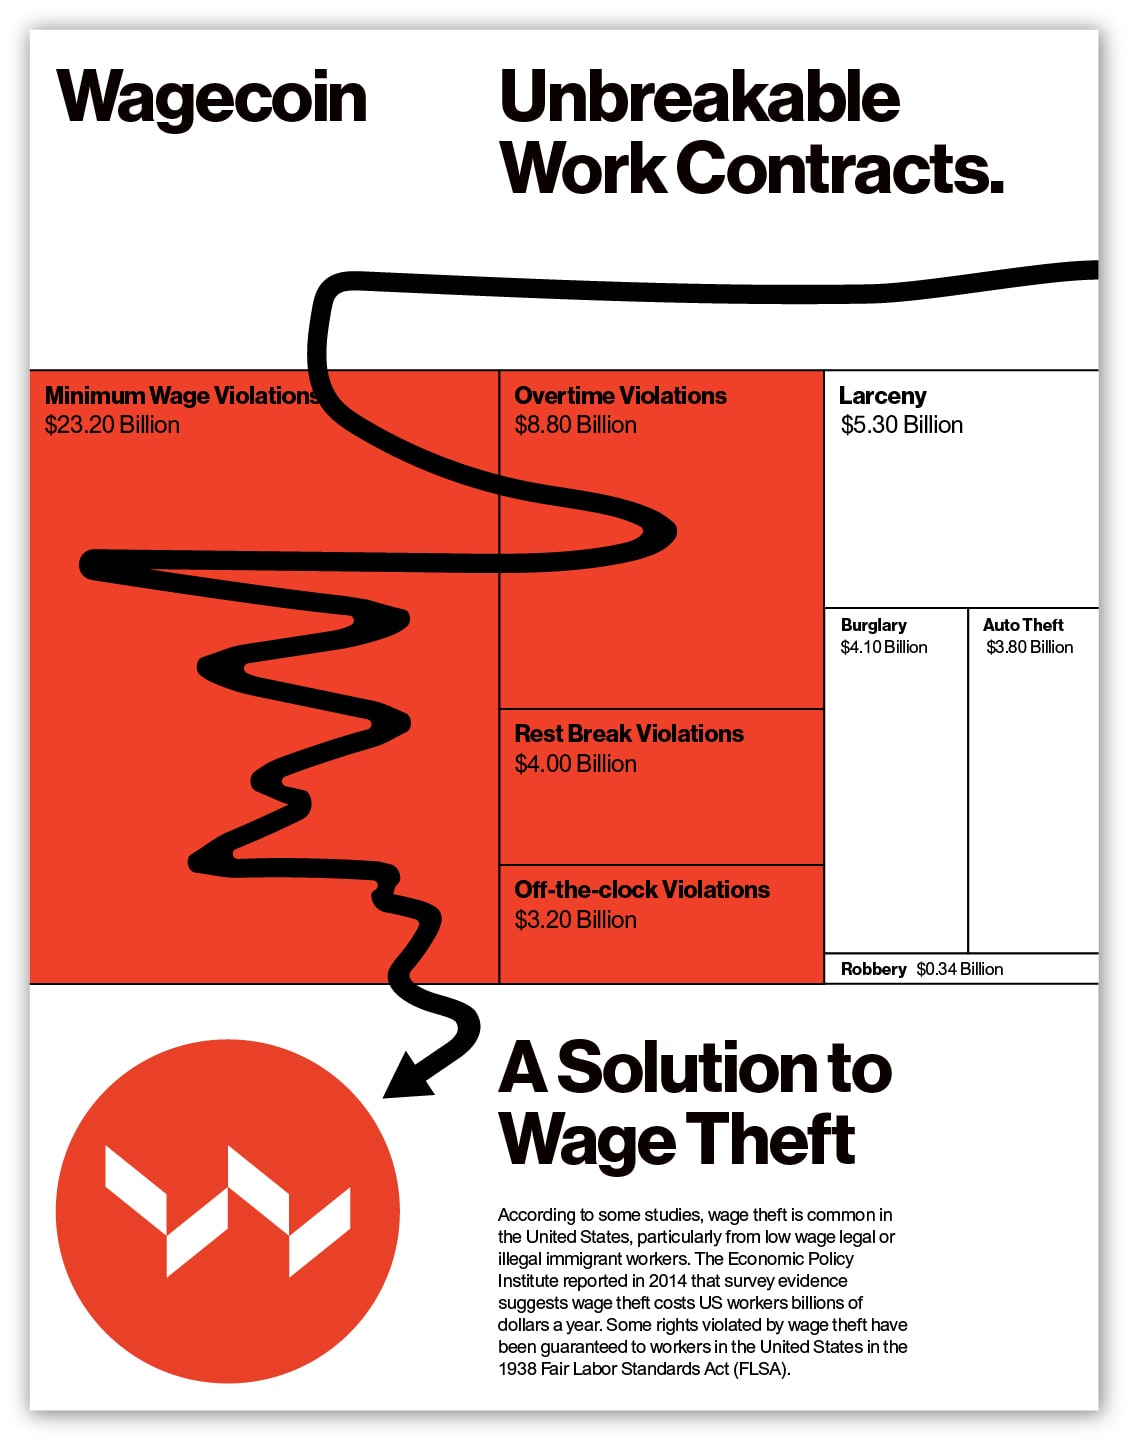 Wagecoin
Unbreakable
Work Contracts.
Minimum Wage Violations
$23.20 Billion
Overtime Violations
$8.80 Billion
Larceny
$5.30 Billion
Burglary
$4.10 Billion
Auto Theft
$3.80 Billion
Rest Break Violations
$4.00 Billion
Off-the-clock Violations
$3.20 Billion
Robbery $0.34 Billion
A Solution to
Wage Theft
According to some studies, wage theft is common in
the United States, particularly from low wage legal or
illegal immigrant workers. The Economic Policy
Institute reported in 2014 that survey evidence
suggests wage theft costs US workers billions of
dollars a year. Some rights violated by wage theft have
been guaranteed to workers in the United States in the
1938 Fair Labor Standards Act (FLSA).